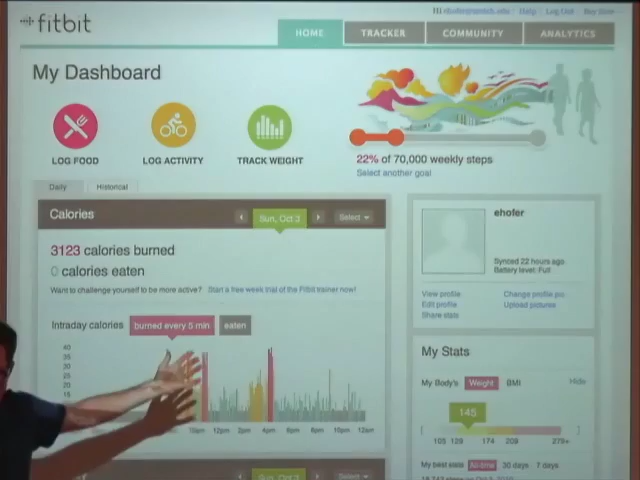 fitbit
Help Log Out
HOME TRACKER COMMUNITY ANALYTICS
My Dashboard
LOG FOOD LOG ACTIVITY TRACK WEIGHT
22% of 70,000 weekly steps
Select another goal
Daily Historical
Calories Sun, Oct 3 Select
3123 calories burned
0 calories eaten
Want to challenge yourself to be more active? Start a free week trial of the Fitbit trainer now!
Intraday calories burned every 5 min eaten
40
35
30
25
20
15
10pm 12pm 2pm 4pm 6pm 8pm 10pm 12am
Sun, Oct 3 Select
ehofer
Synced 22 hours ago
Battery level: Full
View profile Change profile pic
Edit profile Upload pictures
Share stats
My Stats
My Body's Weight BMI Hide
145
105 129 174 209 279+
My best stats All-time 30 days 7 days